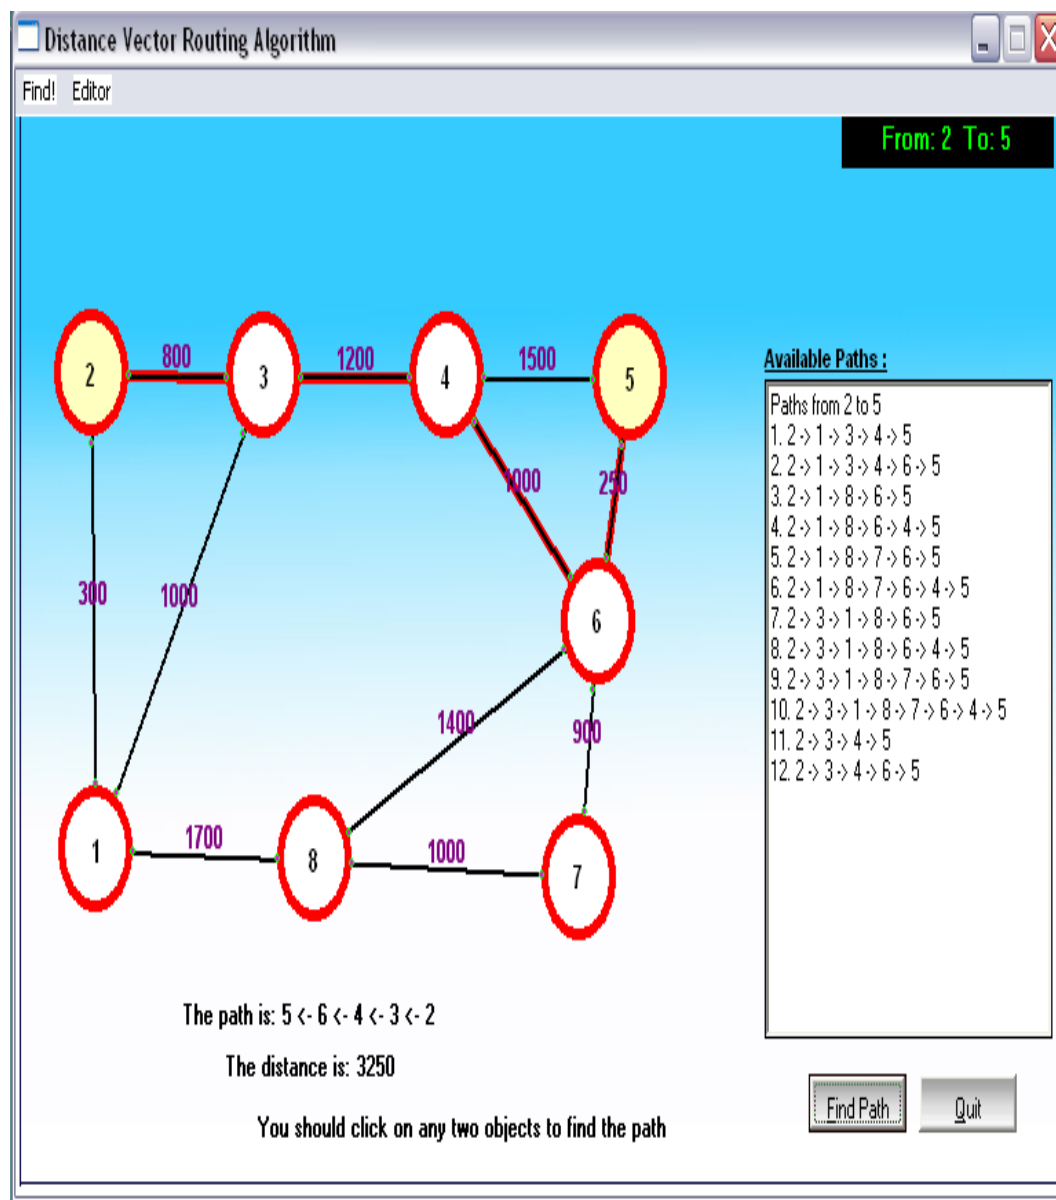 Distance Vector Routing Algorithm
Find! Editor
From: 2 To: 5
800
1200
1500
2
3
4
5
1000
250
300
1000
6
1400
900
1700
1000
1
8
7
Available Paths :
Paths from 2 to 5
1. 2 -> 1 -> 3 -> 4 -> 5
2. 2 -> 1 -> 3 -> 4 -> 6 -> 5
3. 2 -> 1 -> 8 -> 6 -> 5
4. 2 -> 1 -> 8 -> 6 -> 4 -> 5
5. 2 -> 1 -> 8 -> 7 -> 6 -> 5
6. 2 -> 1 -> 8 -> 7 -> 6 -> 4 -> 5
7. 2 -> 3 -> 1 -> 8 -> 6 -> 5
8. 2 -> 3 -> 1 -> 8 -> 6 -> 4 -> 5
9. 2 -> 3 -> 1 -> 8 -> 7 -> 6 -> 5
10. 2 -> 3 -> 1 -> 8 -> 7 -> 6 -> 4 -> 5
11. 2 -> 3 -> 4 -> 5
12. 2 -> 3 -> 4 -> 6 -> 5
The path is: 5 <- 6 <- 4 <- 3 <- 2
The distance is: 3250
You should click on any two objects to find the path
Find Path
Quit